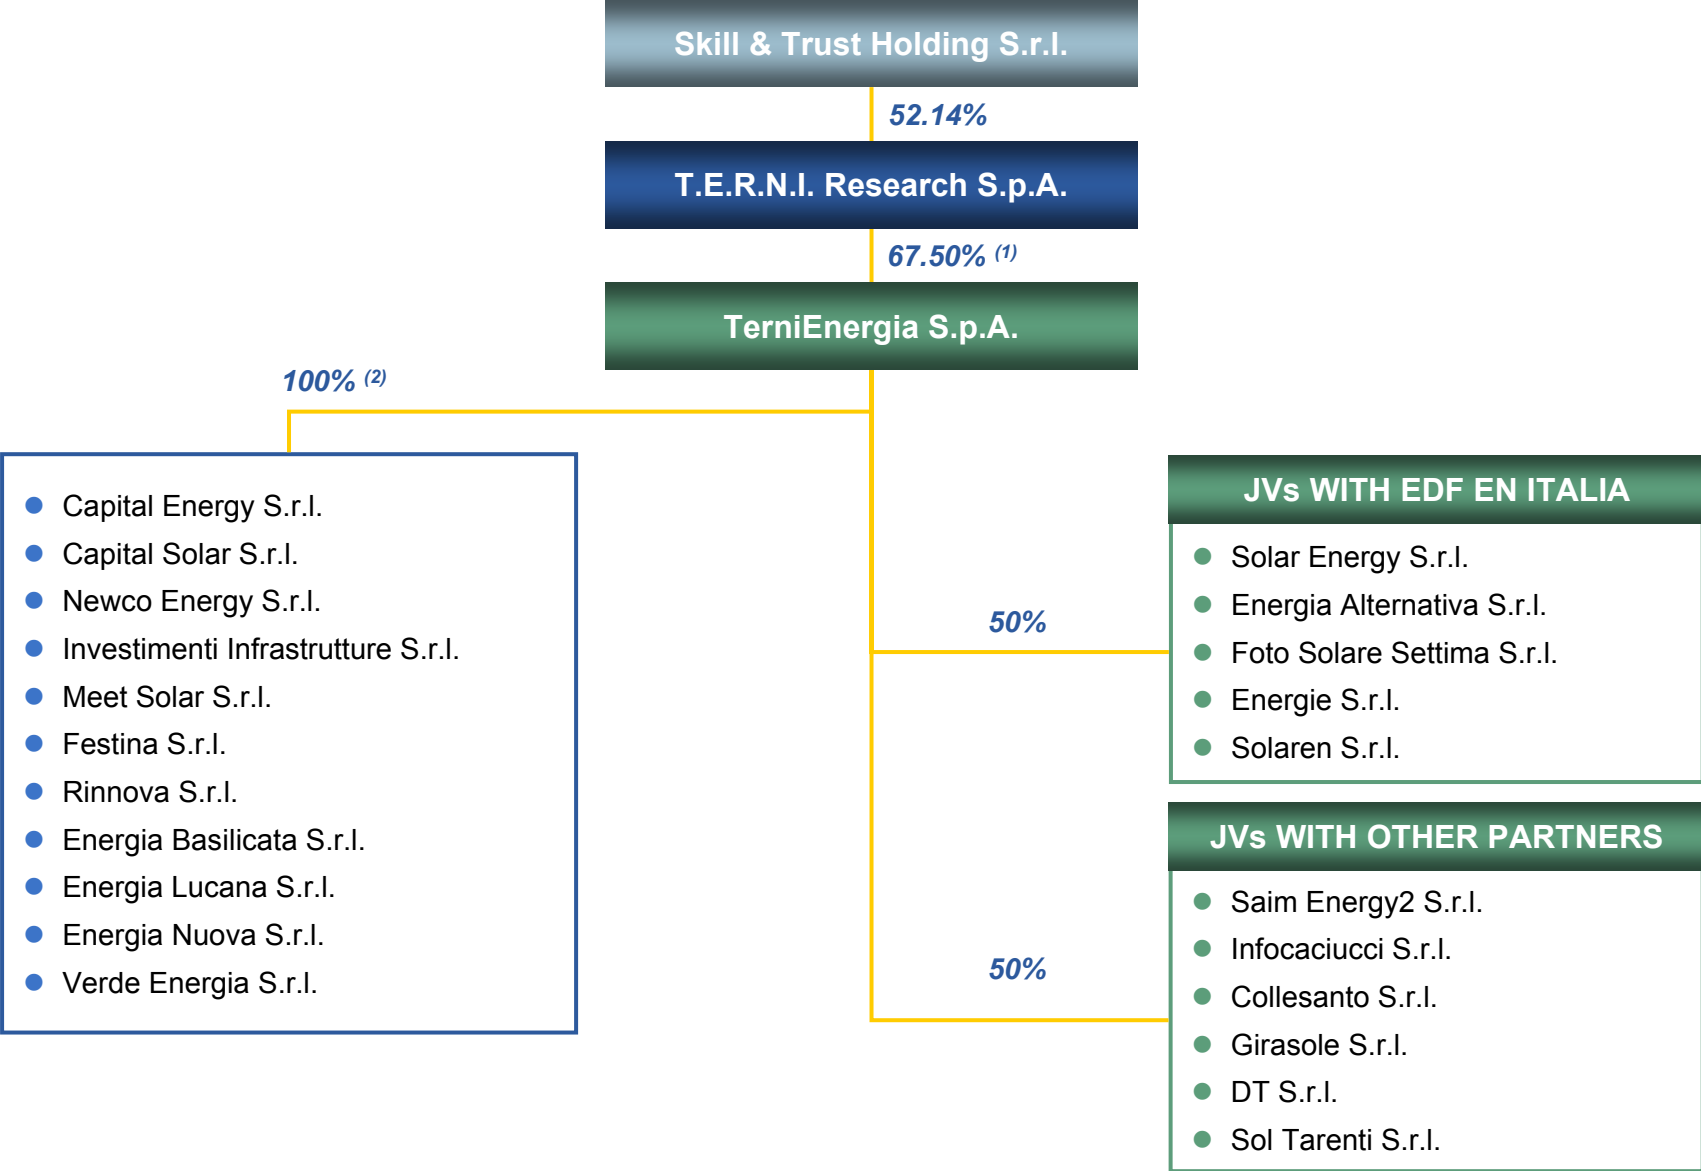 Skill & Trust Holding S.r.l.
52.14%
T.E.R.N.I. Research S.p.A.
67.50% (1)
TerniEnergia S.p.A.
100% (2)
Capital Energy S.r.l.
Capital Solar S.r.l.
Newco Energy S.r.l.
Investimenti Infrastrutture S.r.l.
Meet Solar S.r.l.
Festina S.r.l.
Rinnova S.r.l.
Energia Basilicata S.r.l.
Energia Lucana S.r.l.
Energia Nuova S.r.l.
Verde Energia S.r.l.
50%
JVs WITH EDF EN ITALIA
Solar Energy S.r.l.
Energia Alternativa S.r.l.
Foto Solare Settima S.r.l.
Energie S.r.l.
Solaren S.r.l.
50%
JVs WITH OTHER PARTNERS
Saim Energy2 S.r.l.
Infocaciucci S.r.l.
Collesanto S.r.l.
Girasole S.r.l.
DT S.r.l.
Sol Tarenti S.r.l.